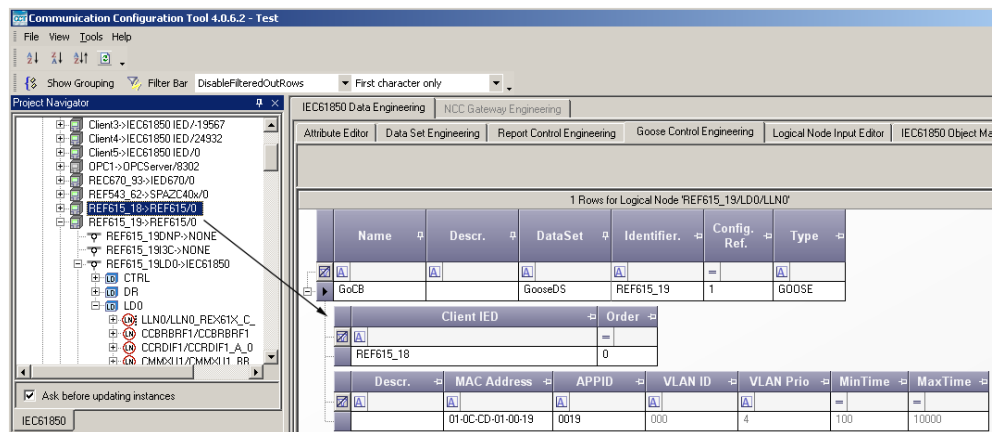 Communication Configuration Tool 4.0.6.2 - Test
File View Tools Help
Show Grouping Filter Bar DisableFilteredOutRows First character only
Project Navigator
Client3->IEC61850 IED/-19567
Client4->IEC61850 IED/24932
Client5->IEC61850 IED/0
OPC1->OPCServer/8302
REC670_93->IED670/0
REF543_62->SPAZC40x/0
REF615_18->REF615/0
REF615_19->REF615/0
REF615_19DNP->NONE
REF615_19I3C->NONE
REF615_19LD0->IEC61850
CTRL
DR
LD0
LLN0/LLN0_REX61X_C_
CCBRBRF1/CCBRBRF1
CCRDIF1/CCRDIF1_A_0
CMMXU1/CMMXU1_BB
Ask before updating instances
IEC61850
IEC61850 Data Engineering NCC Gateway Engineering
Attribute Editor Data Set Engineering Report Control Engineering Goose Control Engineering Logical Node Input Editor IEC61850 Object Ma
1 Rows for Logical Node 'REF615_19/LD0/LLN0'
Name Descr. DataSet Identifier. Config. Ref. Type
GoCB GooseDS REF615_19 1 GOOSE
Client IED Order
REF615_18 0
Descr. MAC Address APPID VLAN ID VLAN Prio MinTime MaxTime
01-0C-CD-01-00-19 0019 000 4 100 10000